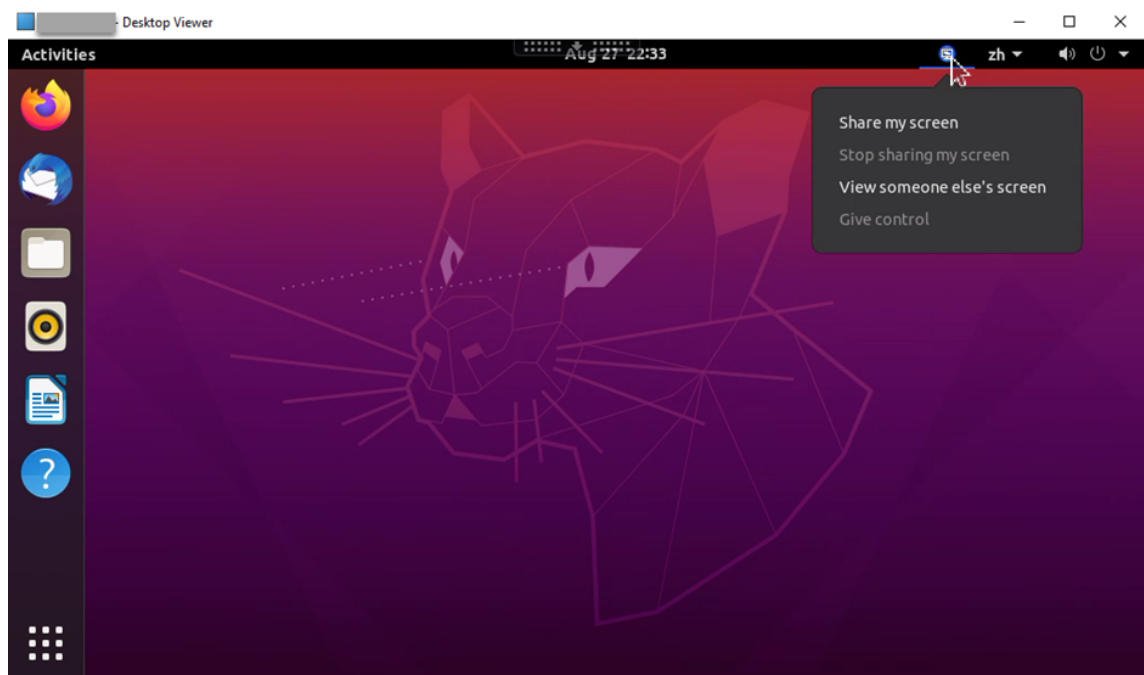 - Desktop Viewer
Activities
Aug 27 22:33
zh
Share my screen
Stop sharing my screen
View someone else's screen
Give control
?